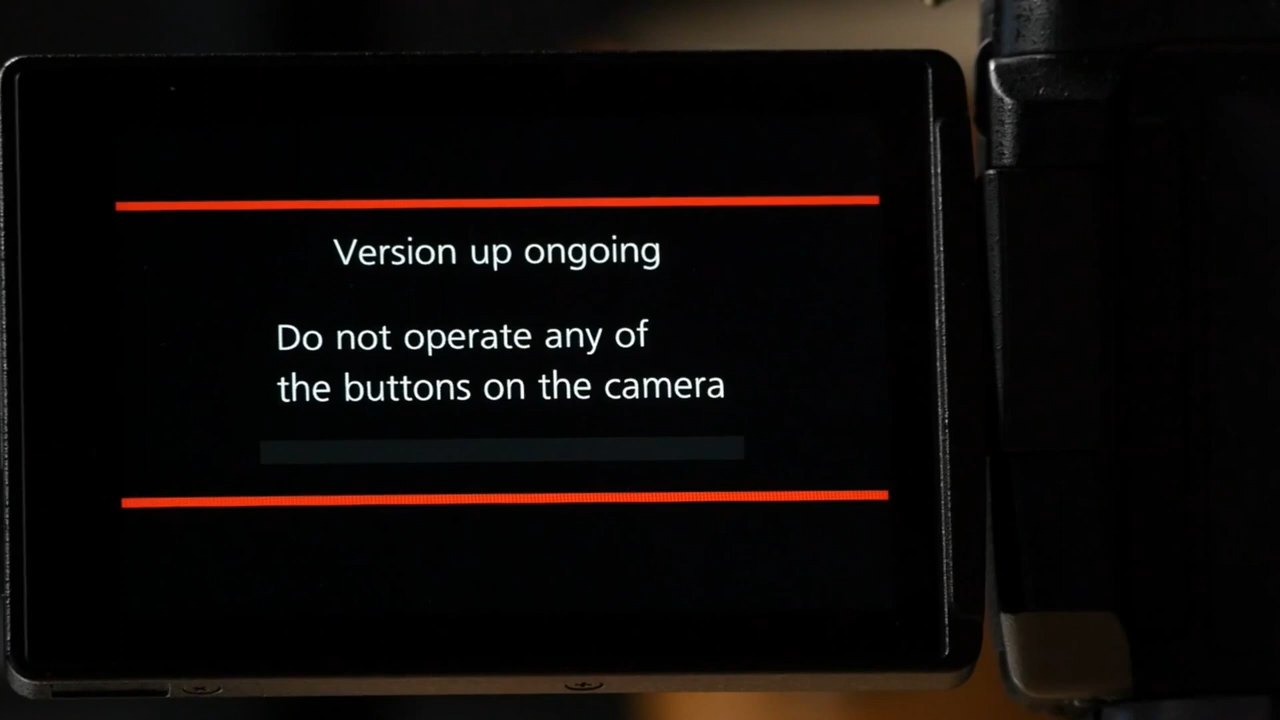 Version up ongoing
Do not operate any of
the buttons on the camera